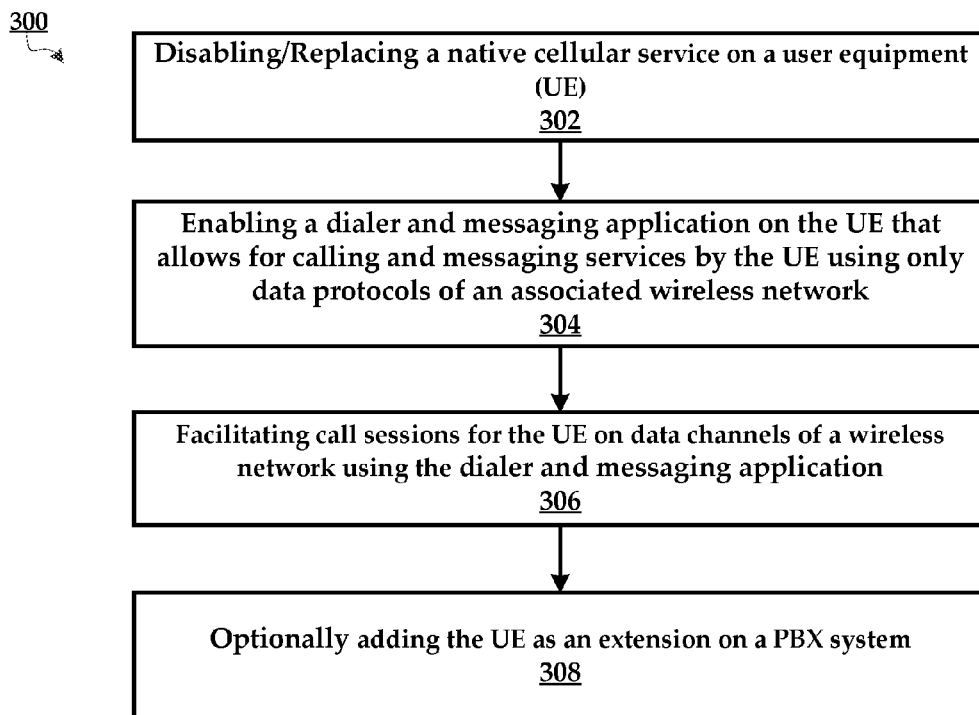 300
Disabling/Replacing a native cellular service on a user equipment
(UE)
302
Enabling a dialer and messaging application on the UE that
allows for calling and messaging services by the UE using only
data protocols of an associated wireless network
304
Facilitating call sessions for the UE on data channels of a wireless
network using the dialer and messaging application
306
Optionally adding the UE as an extension on a PBX system
308